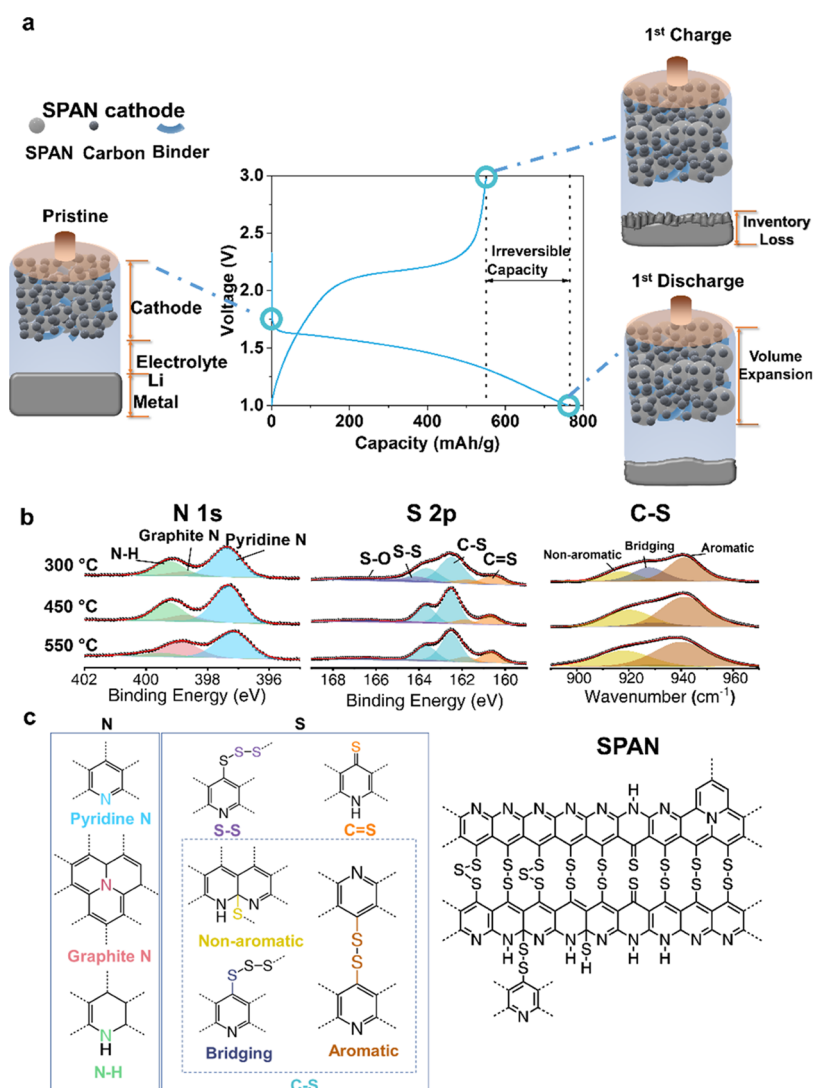 a
SPAN cathode
SPAN Carbon Binder
Pristine
Cathode
Electrolyte
Li
Metal
3.0
2.5
2.0
1.5
1.0
Voltage (V)
0
200
400
600
800
Capacity (mAh/g)
Irreversible
Capacity
1st Charge
Inventory
Loss
1st Discharge
Volume
Expansion
b
N 1s
S 2p
C-S
300 °C
450 °C
550 °C
N-H
Graphite N
Pyridine N
S-O
S-S
C-S
C=S
Non-aromatic
Bridging
Aromatic
402 400 398 396
Binding Energy (eV)
168 166 164 162 160
Binding Energy (eV)
900 920 940 960
Wavenumber (cm-1)
c
N
S
N
Pyridine N
N
Graphite N
N
H
N-H
S
S-S
N
S-S
S
N
H
C=S
N
H
S
N
Non-aromatic
S
S-S
N
Bridging
N
S
S
N
Aromatic
C-S
SPAN
H
N N N N N N N N
N
S S S S S S S S
S- S- S S S S S
S S S S S S S S
N N N N N N N N
H H H H
S
S
S
H
N